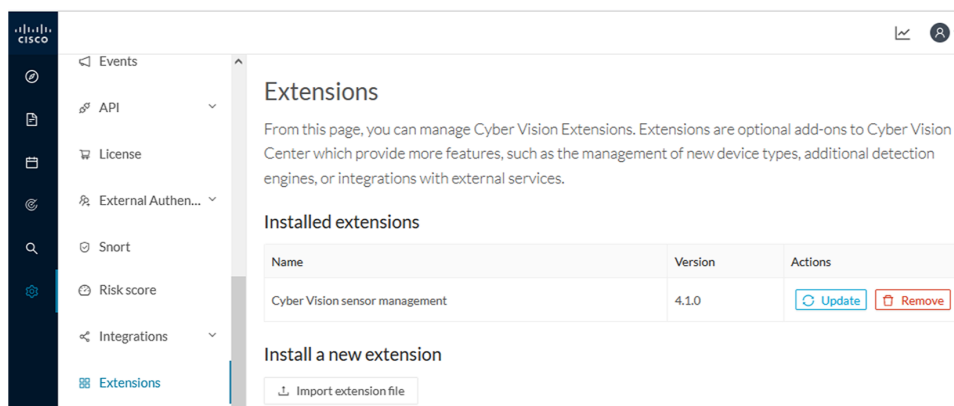 CISCO
Events
API
License
External Authen...
Snort
Risk score
Integrations
Extensions
Extensions
From this page, you can manage Cyber Vision Extensions. Extensions are optional add-ons to Cyber Vision
Center which provide more features, such as the management of new device types, additional detection
engines, or integrations with external services.
Installed extensions
Name Version Actions
Cyber Vision sensor management 4.1.0 Update Remove
Install a new extension
Import extension file